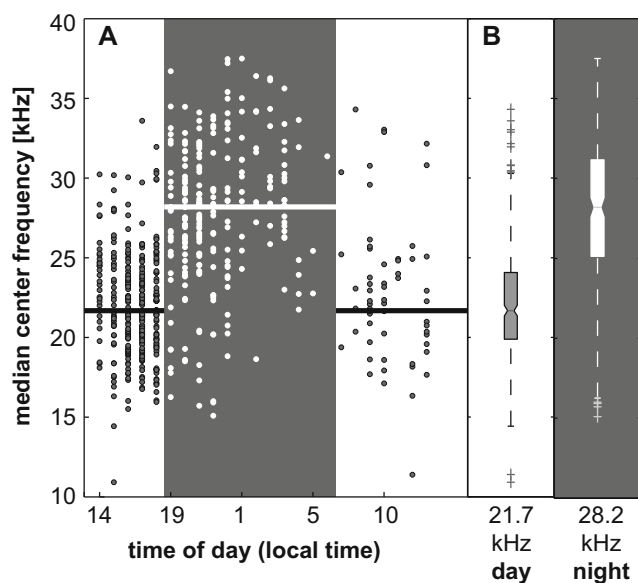 A
B
median center frequency [kHz]
40
35
30
25
20
15
10
14
19
1
5
10
time of day (local time)
21.7
kHz
day
28.2
kHz
night